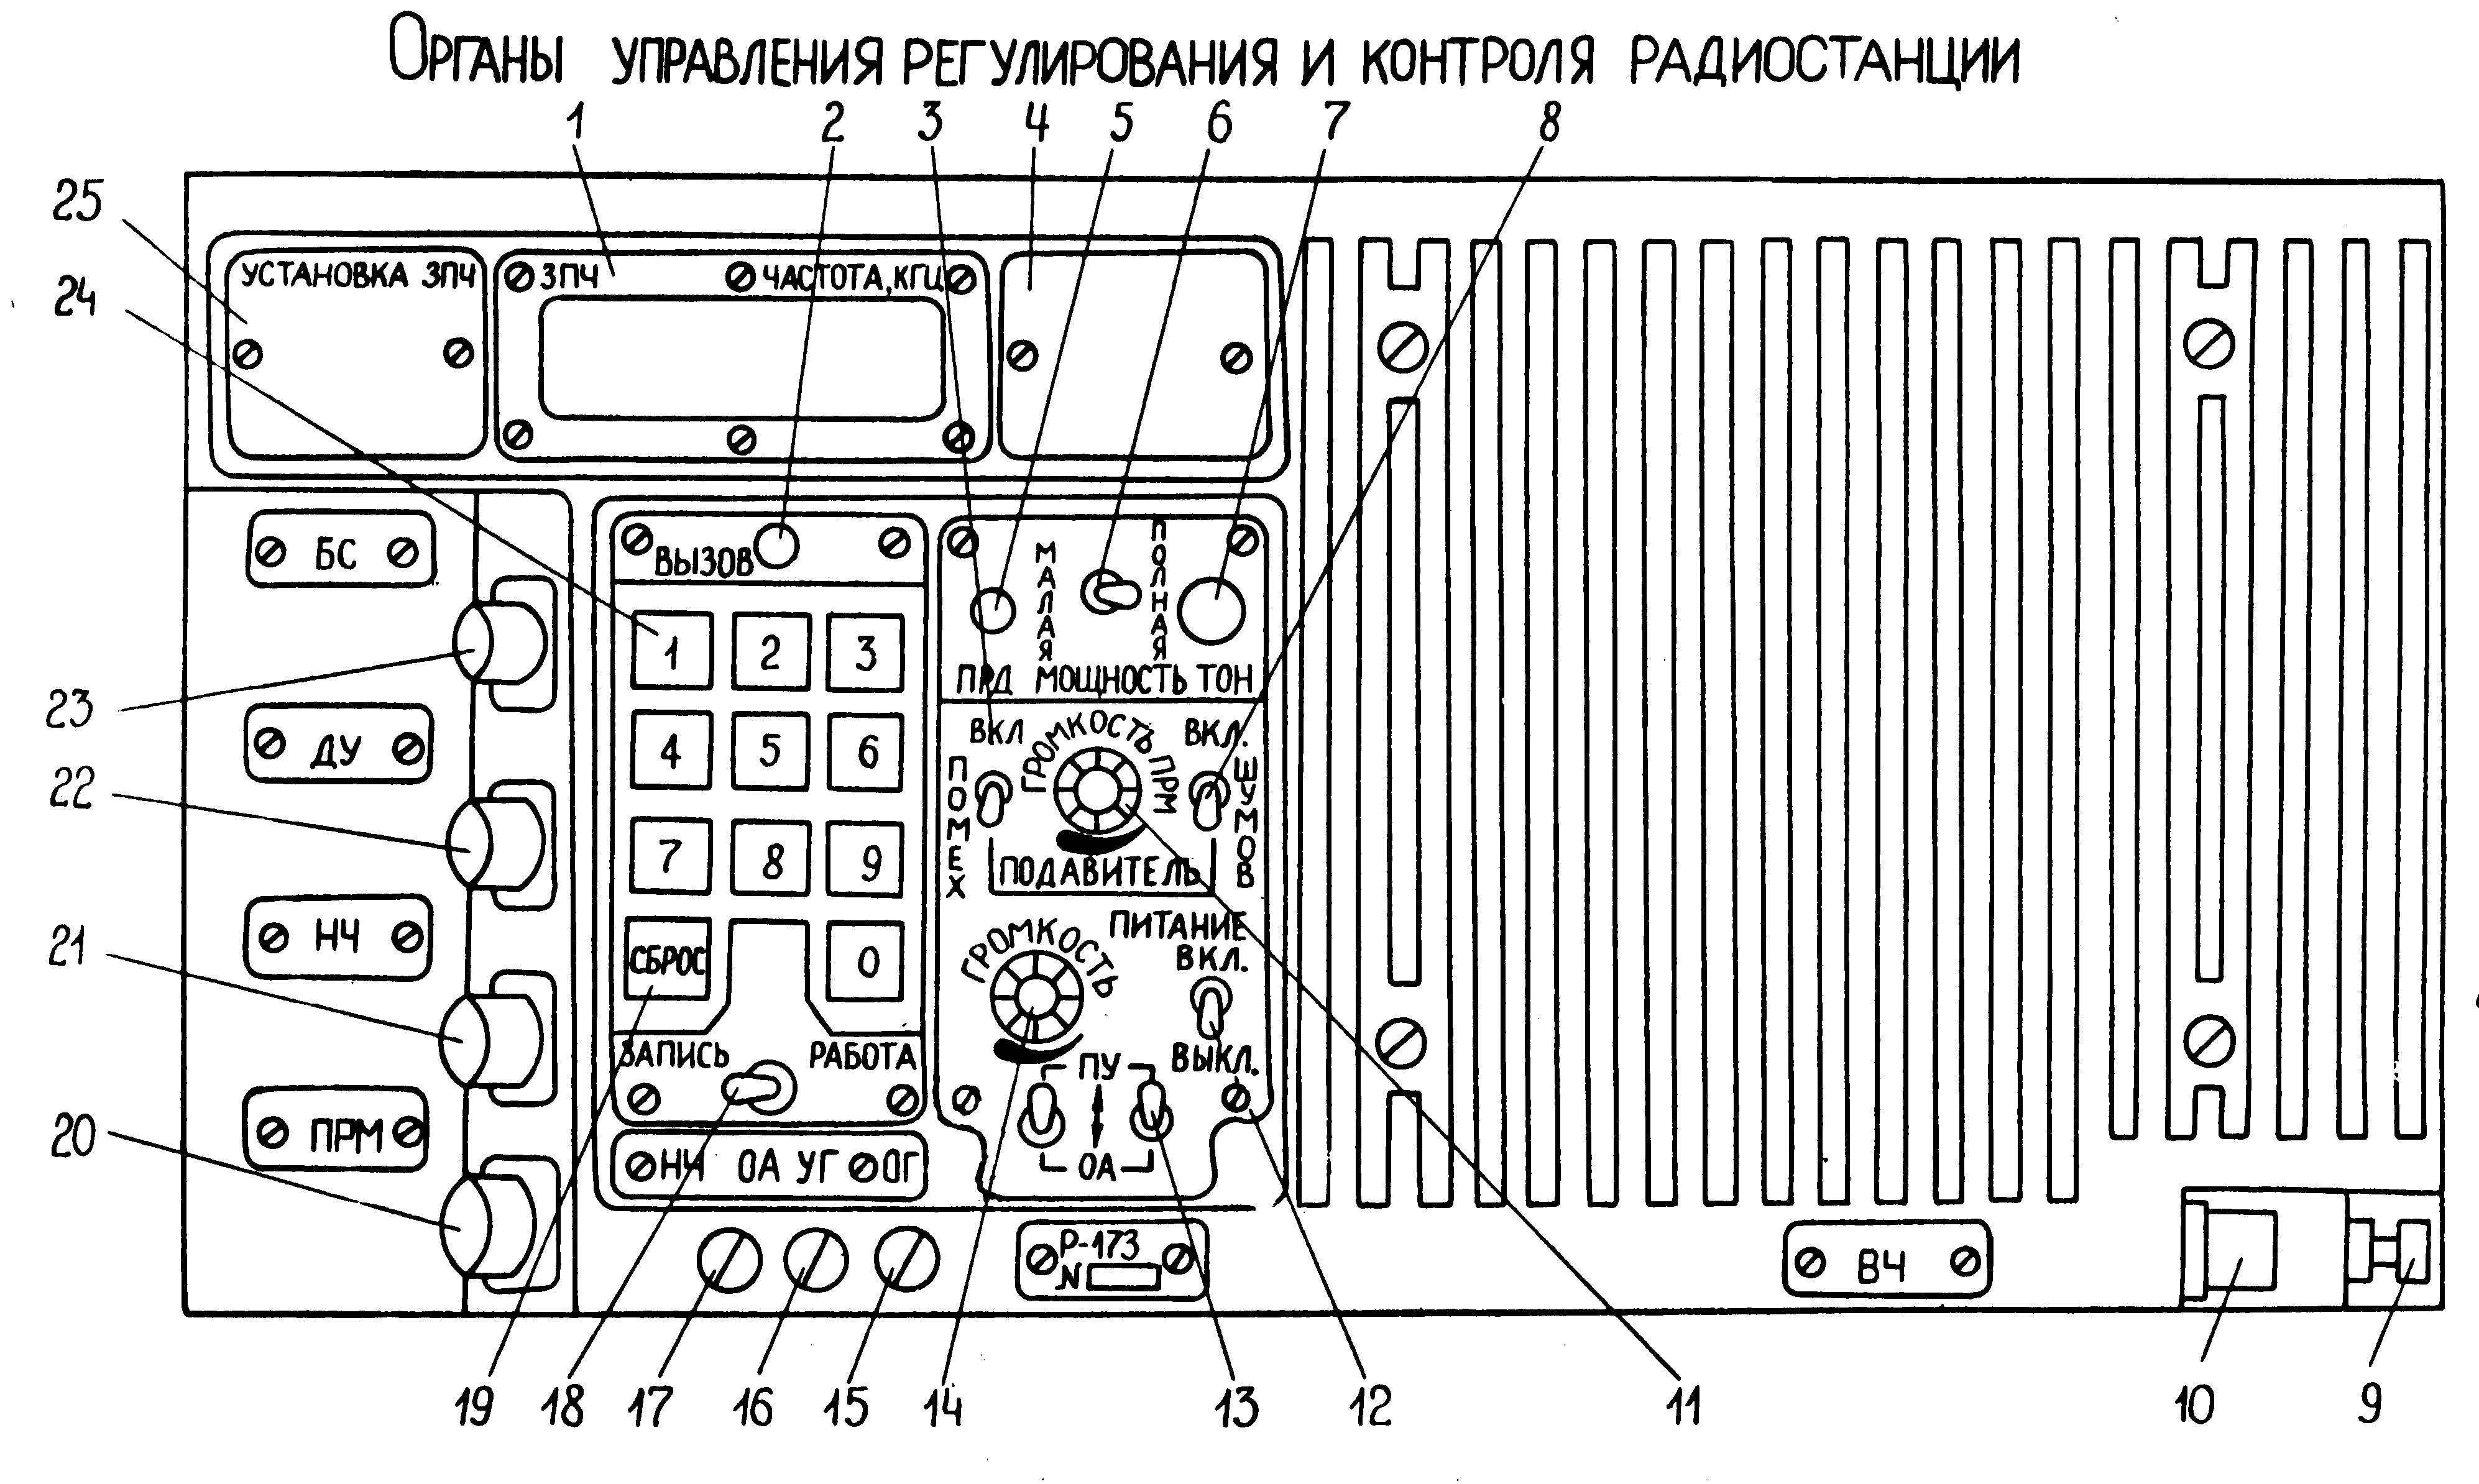 Органы управления регулирования и контроля радиостанции
1 2 3 4 5 6 7 8
25
24
УСТАНОВКА ЗПЧ
ЗПЧ ЧАСТОТА, КГЦ
БС
ВЫЗОВ
МАЛАЯ
ПОЛНАЯ
ПРД МОЩНОСТЬ ТОН
1 2 3
23
ДУ
4 5 6
ВКЛ ГРОМКОСТЬ ПРМ ВКЛ.
ПОМЕХ
ШУМОВ
22
7 8 9
ПОДАВИТЕЛЬ
21
НЧ
СБРОС 0
ГРОМКОСТЬ
ПИТАНИЕ
ВКЛ.
ВЫКЛ.
ЗАПИСЬ РАБОТА
ПУ
ОА
20
ПРМ
НЧ ОА УГ ОГ
Р-173
N
ВЧ
19 18 17 16 15 14 13 12 11 10 9